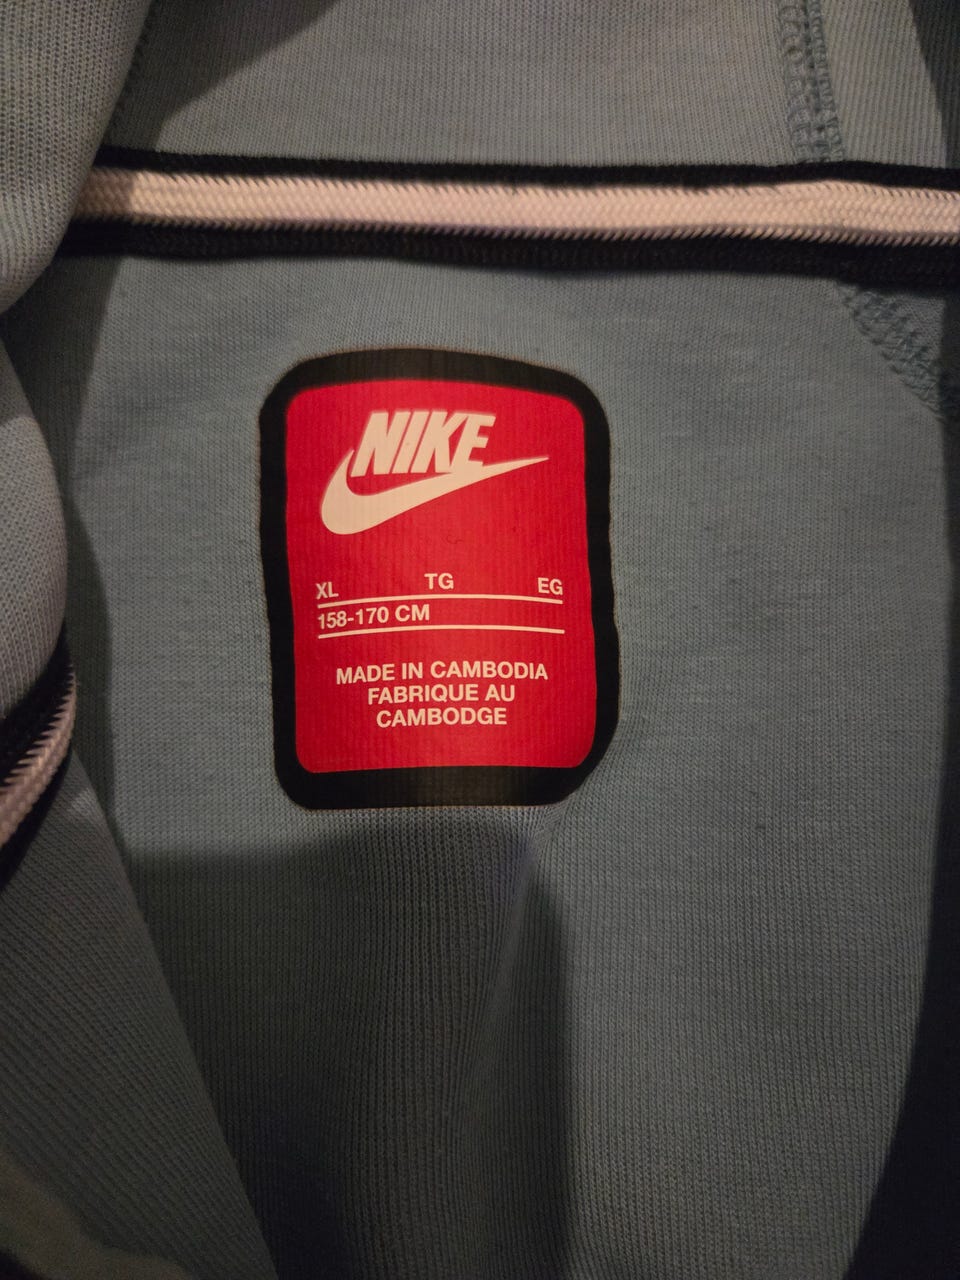 NIKE
XL TG EG
158-170 CM
MADE IN CAMBODIA
FABRIQUE AU
CAMBODGE